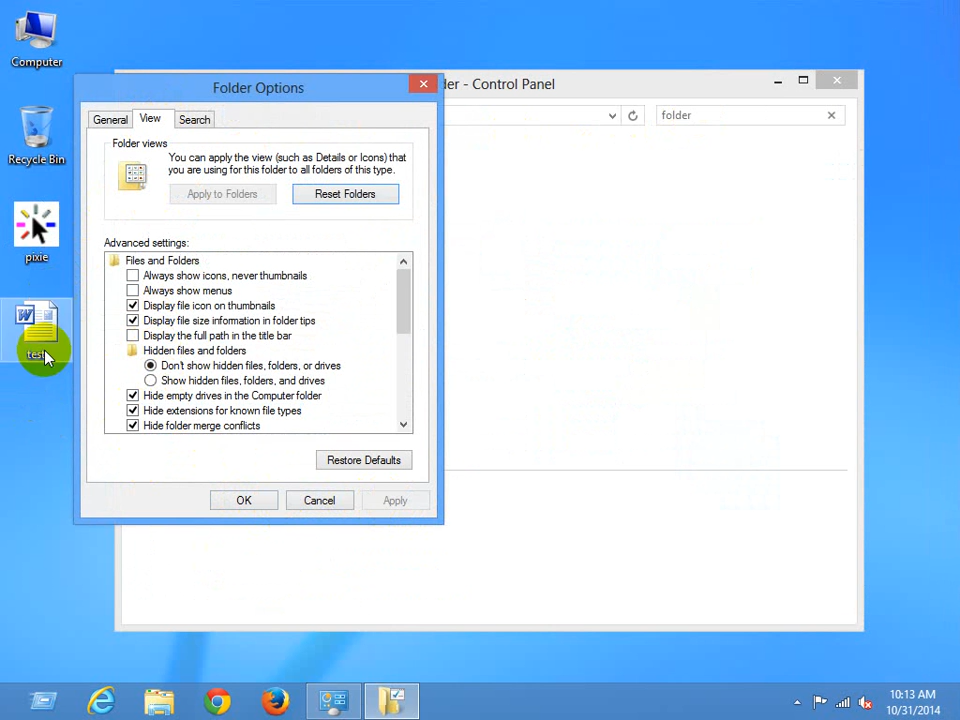 Computer
Recycle Bin
pixie
Folder Options
der - Control Panel
folder
General
View
Search
Folder views
You can apply the view (such as Details or Icons) that
you are using for this folder to all folders of this type.
Apply to Folders
Reset Folders
Advanced settings:
Files and Folders
Always show icons, never thumbnails
Always show menus
Display file icon on thumbnails
Display file size information in folder tips
Display the full path in the title bar
Hidden files and folders
Don't show hidden files, folders, or drives
Show hidden files, folders, and drives
Hide empty drives in the Computer folder
Hide extensions for known file types
Hide folder merge conflicts
Restore Defaults
OK
Cancel
Apply
10:13 AM
10/31/2014